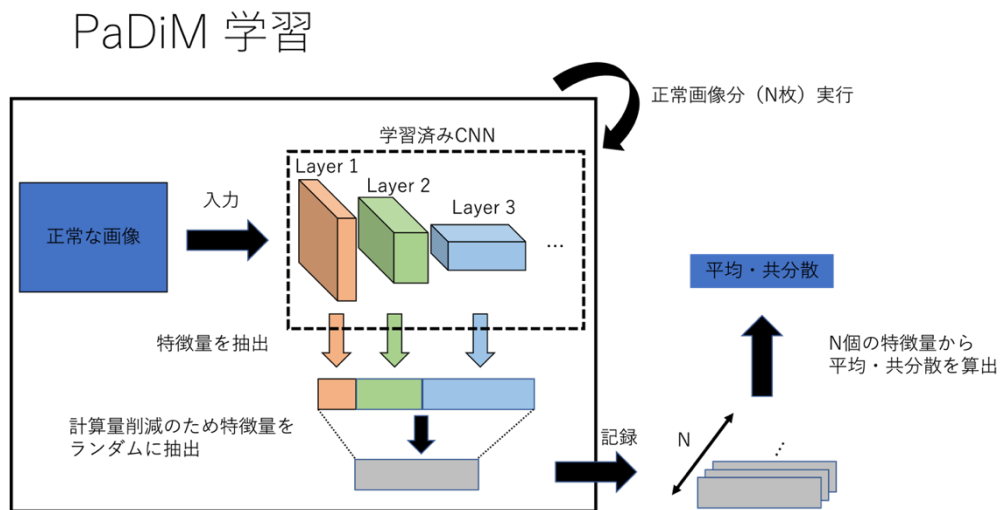 PaDiM 学習
正常画像分（N枚）実行
学習済みCNN
Layer 1
Layer 2
Layer 3
...
入力
正常な画像
平均・共分散
特徴量を抽出
N個の特徴量から
平均・共分散を算出
計算量削減のため特徴量を
ランダムに抽出
記録
N
...